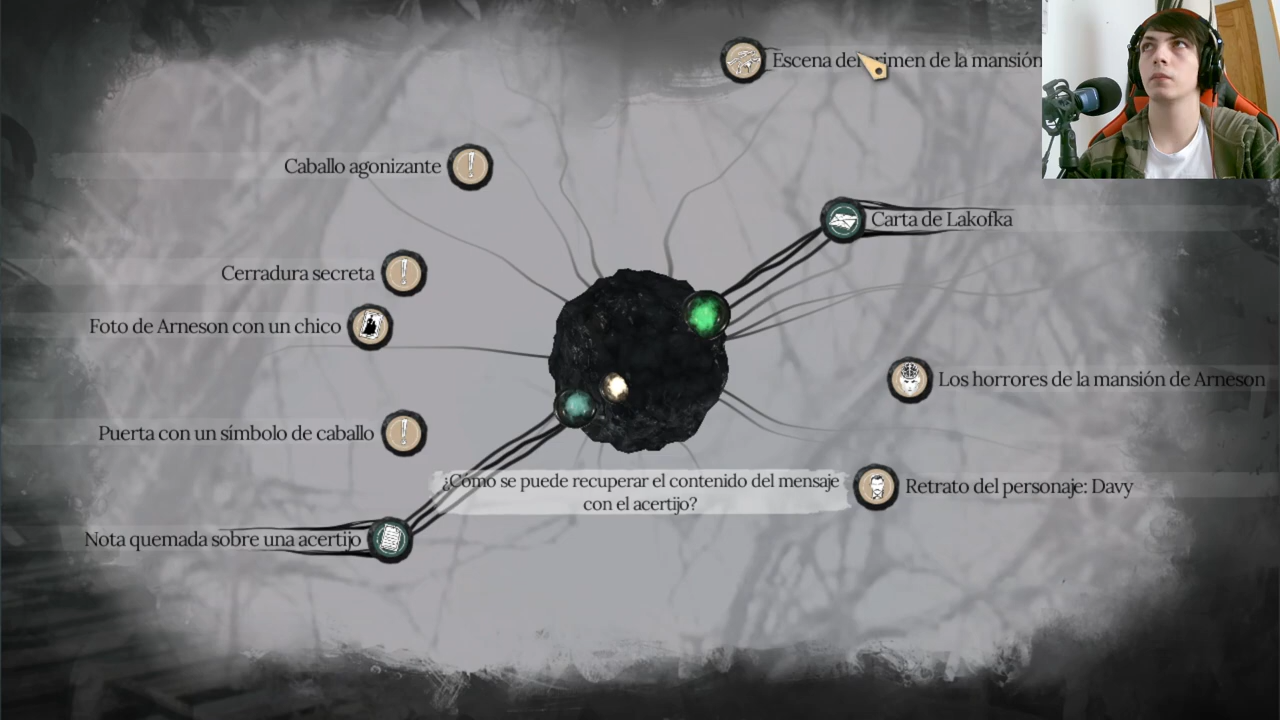 Escena del crimen de la mansión
Caballo agonizante
Carta de Lakofka
Cerradura secreta
Foto de Arneson con un chico
Los horrores de la mansión de Arneson
Puerta con un símbolo de caballo
¿Cómo se puede recuperar el contenido del mensaje
con el acertijo?
Retrato del personaje: Davy
Nota quemada sobre una acertijo